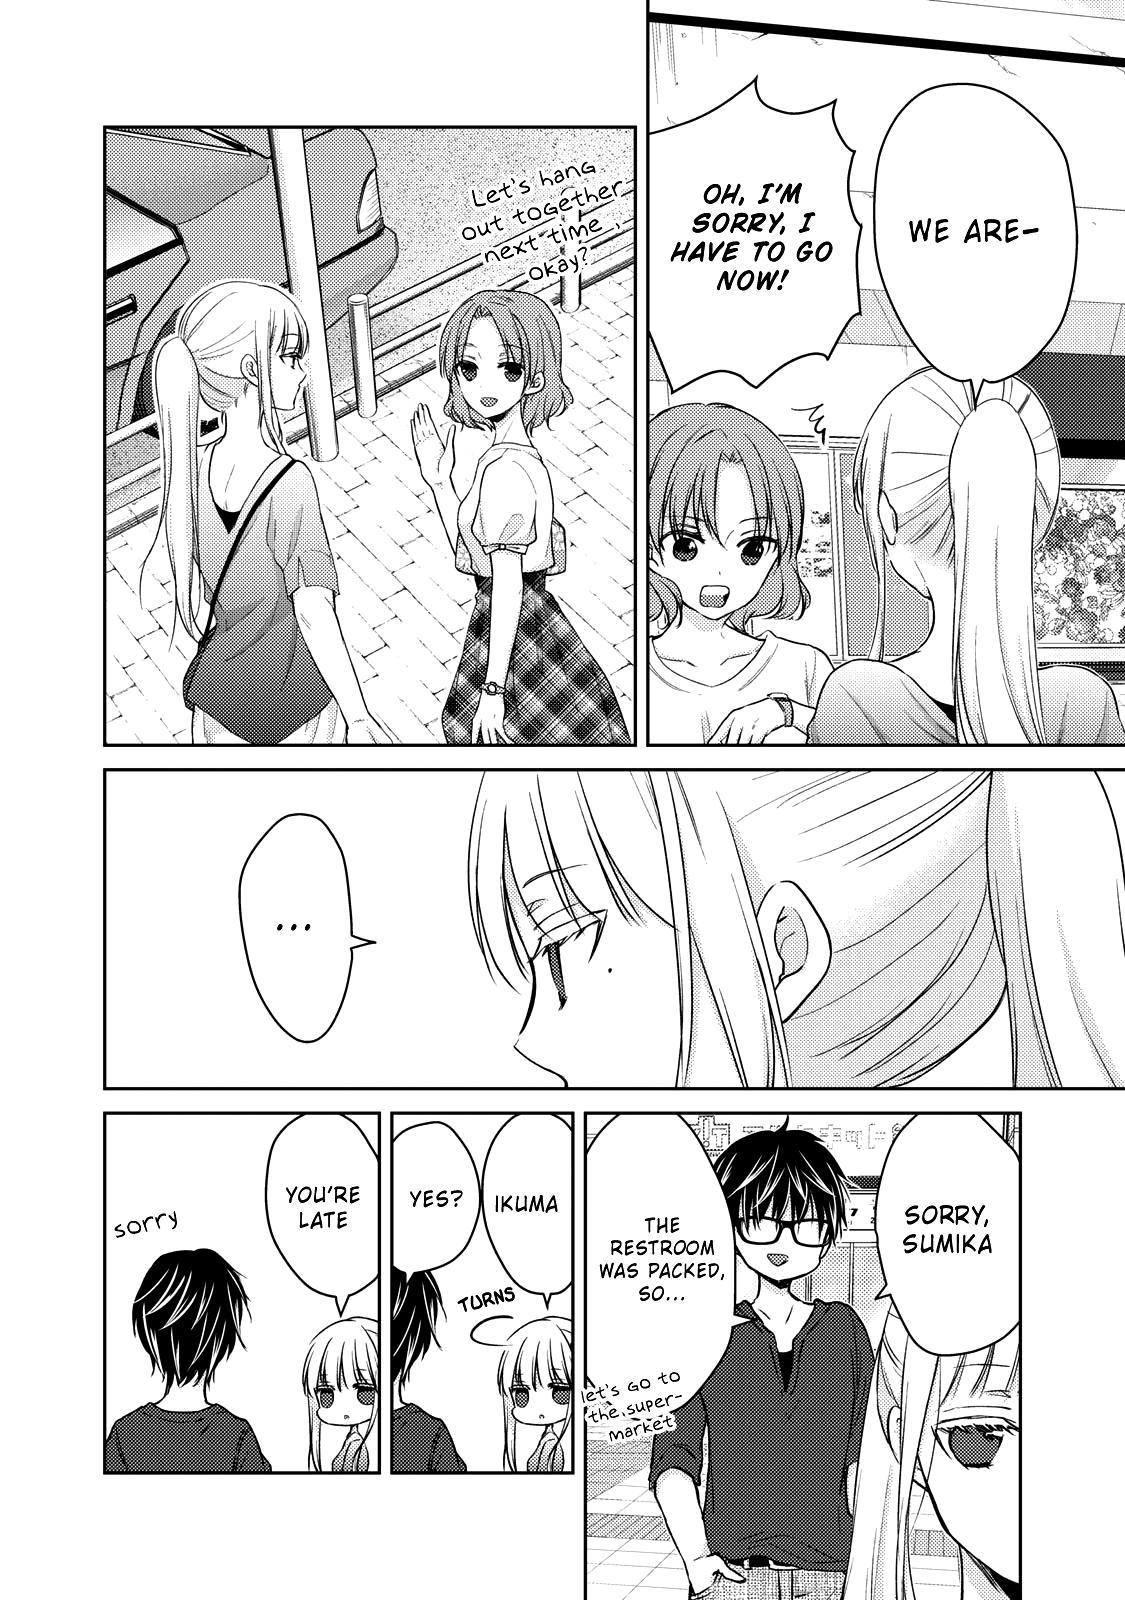 WE ARE-
OH, I'M
SORRY, I
HAVE TO GO
NOW!
Let's hang
out together
next time,
okay?
...
SORRY,
SUMIKA
THE
RESTROOM
WAS PACKED,
SO...
let's go to
the super-
market
IKUMA
YES?
TURNS
YOU'RE
LATE
sorry